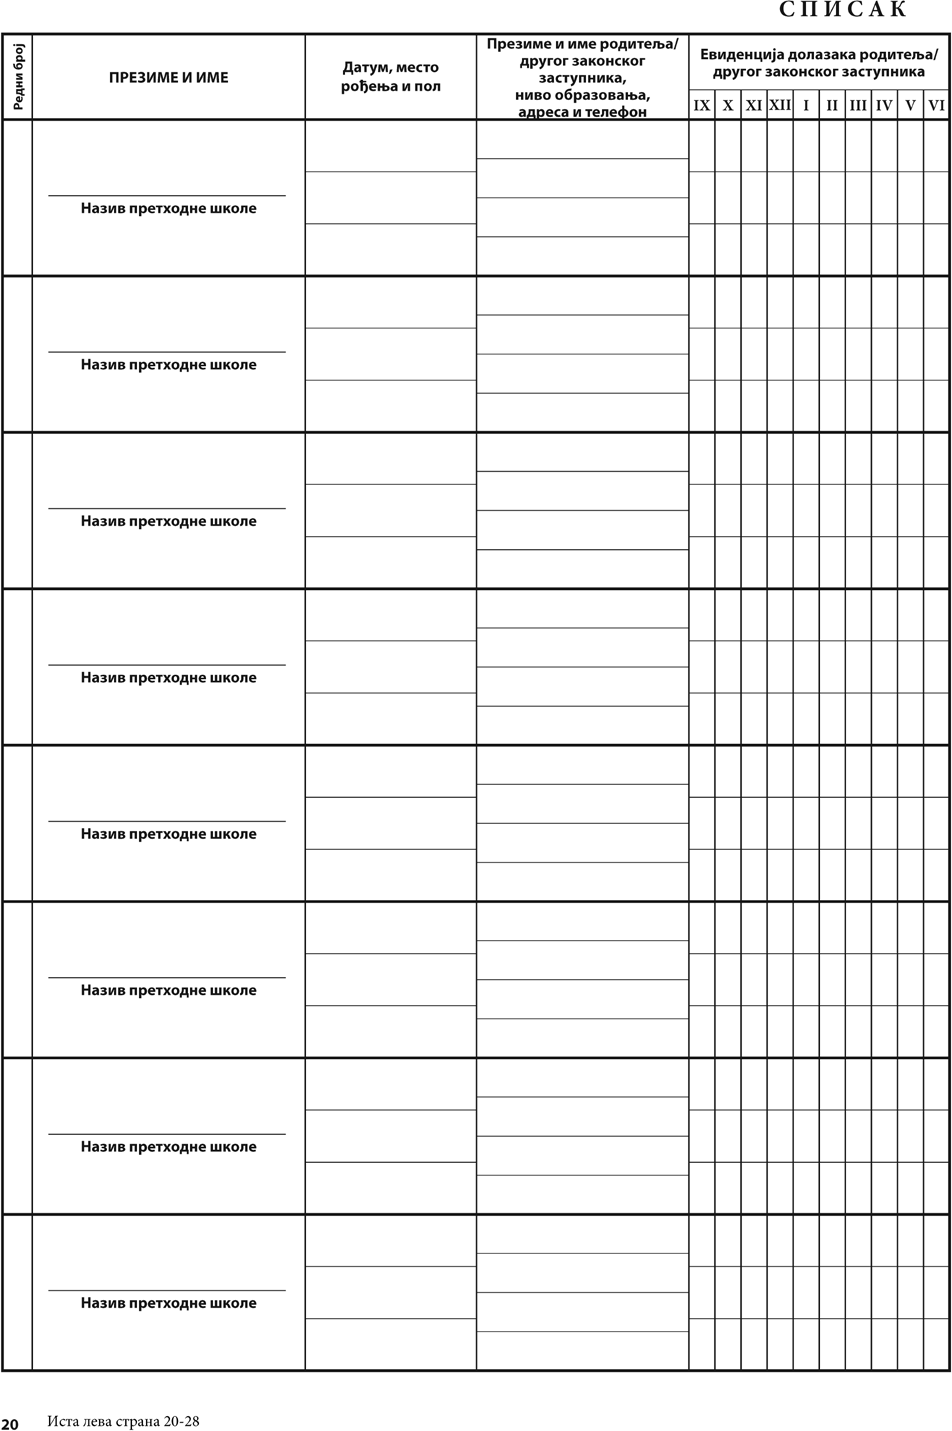 СПИСАК
Редни број
ПРЕЗИМЕ И ИМЕ
Датум, место
рођења и пол
Презиме и име родитеља/
другог законског
заступника,
ниво образовања,
адреса и телефон
Евиденција долазака родитеља/
другог законског заступника
IX X XI XII I II III IV V VI
Назив претходне школе
Назив претходне школе
Назив претходне школе
Назив претходне школе
Назив претходне школе
Назив претходне школе
Назив претходне школе
Назив претходне школе
20 Иста лева страна 20-28